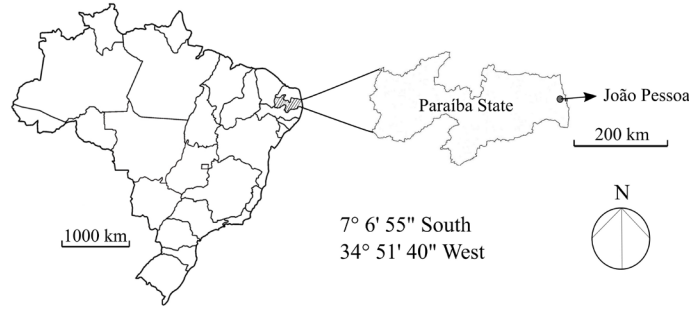 Paraíba State
João Pessoa
200 km
N
1000 km
7° 6' 55" South
34° 51' 40" West